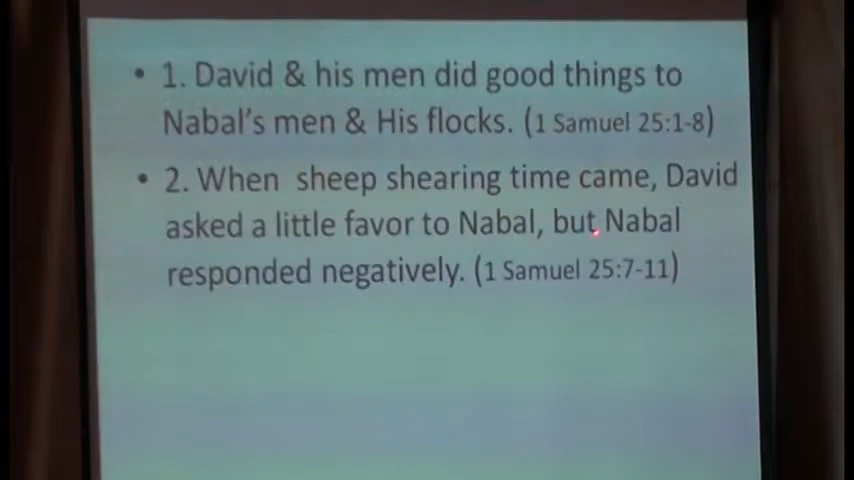 • 1. David & his men did good things to
Nabal's men & His flocks. (1 Samuel 25:1-8)
• 2. When sheep shearing time came, David
asked a little favor to Nabal, but Nabal
responded negatively. (1 Samuel 25:7-11)